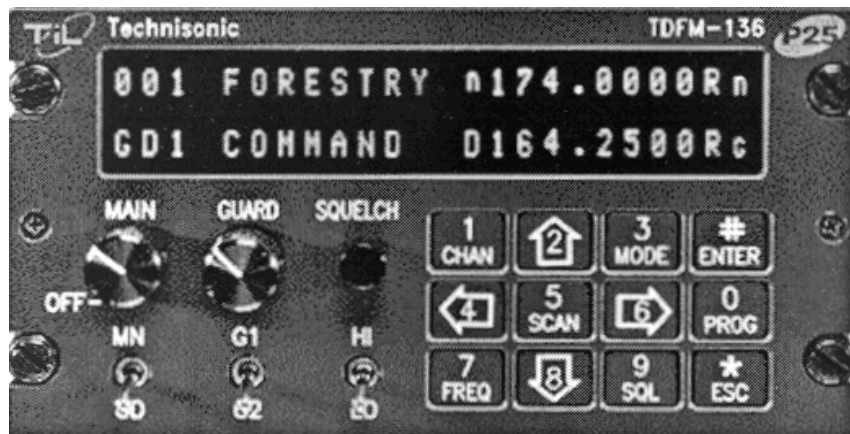 TiL Technisonic TDFM-136 P25
001 FORESTRY n174.0000Rn
GD1 COMMAND D164.2500Rc
MAIN GUARD SQUELCH
OFF
MN G1 HI
SD G2 LO
1 CHAN
2
3 MODE
# ENTER
4
5 SCAN
6
0 PROG
7 FREQ
8
9 SQL
* ESC